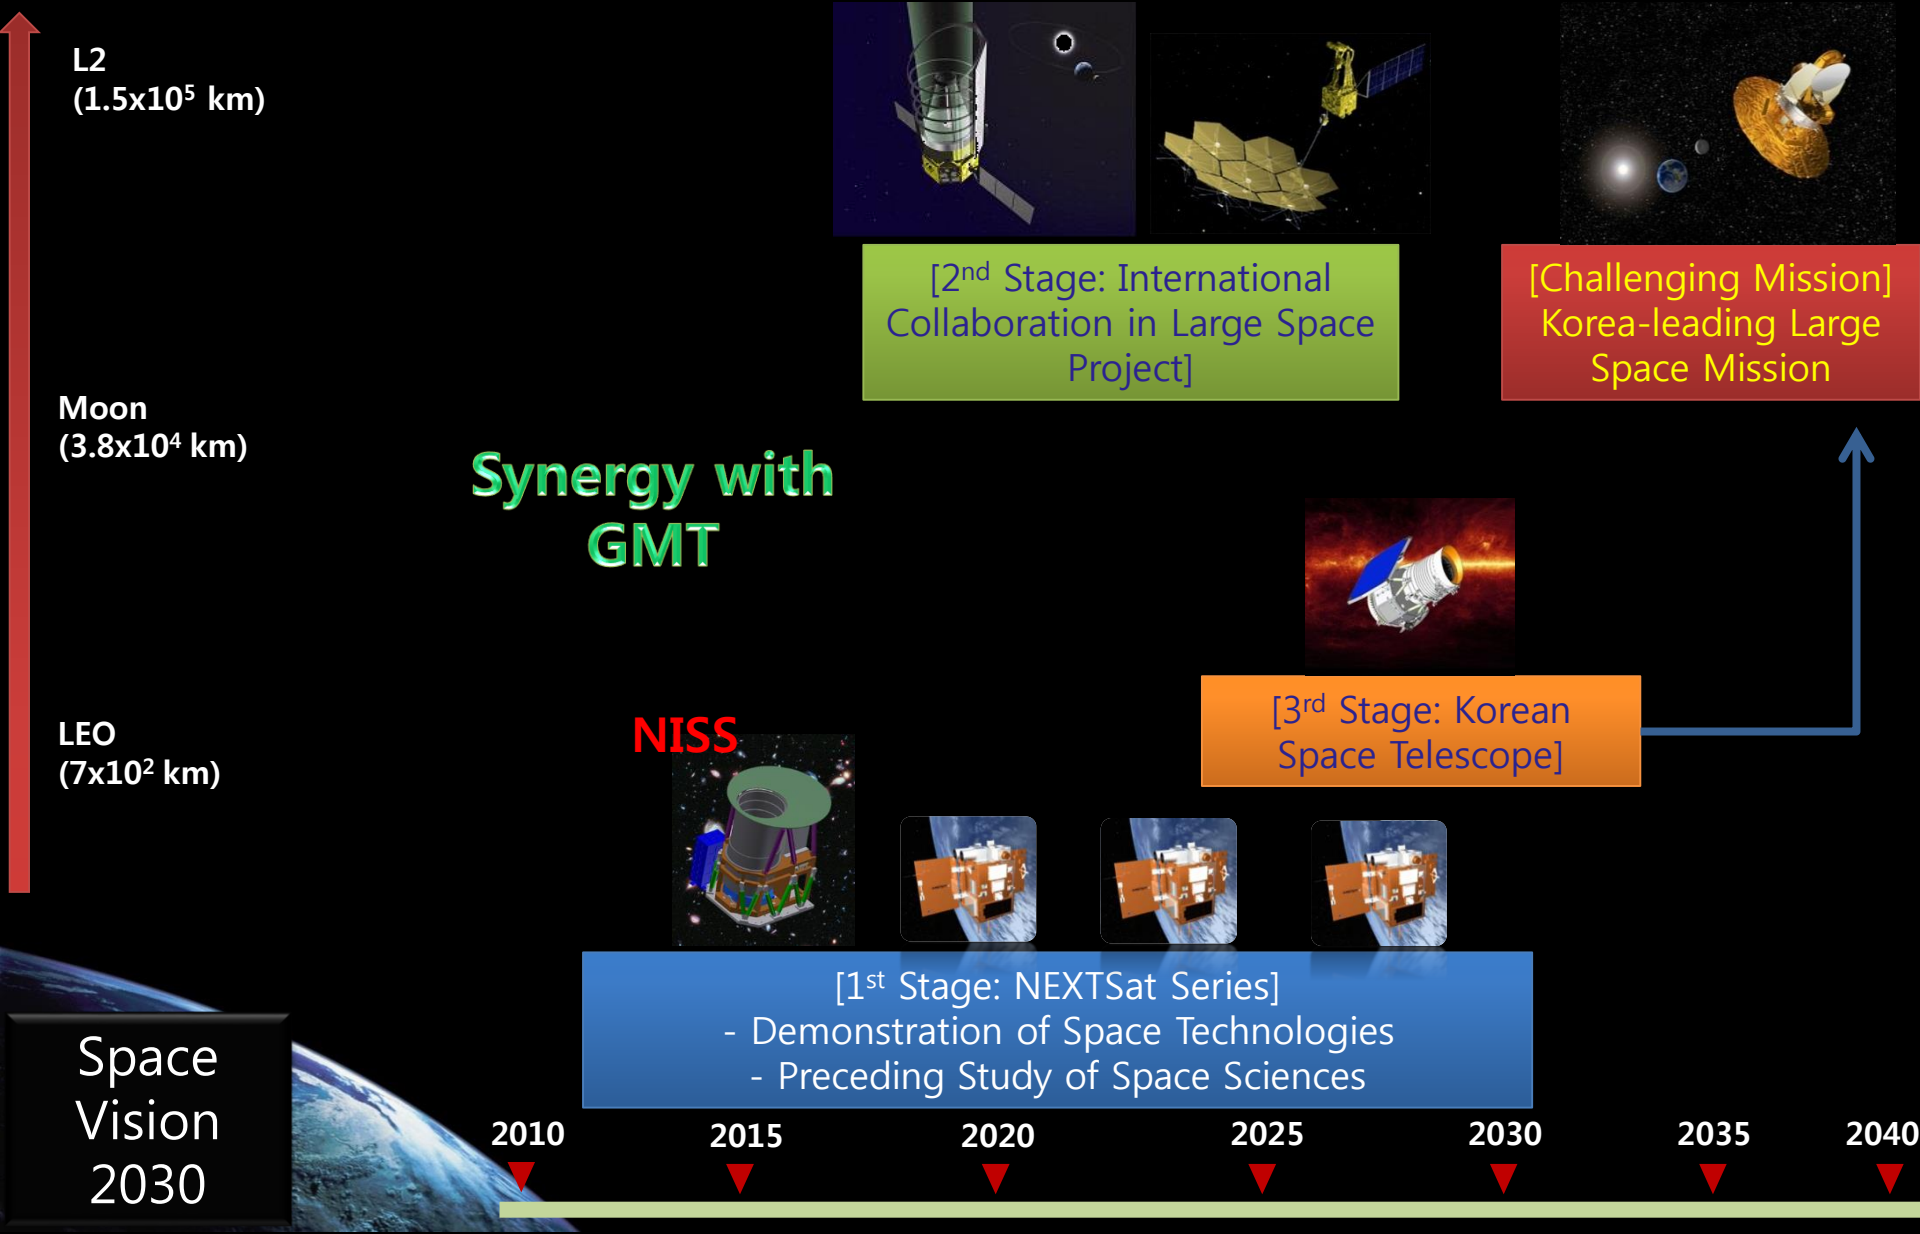 L2
(1.5x10⁵ km)
[2nd Stage: International
Collaboration in Large Space
Project]
[Challenging Mission]
Korea-leading Large
Space Mission
Moon
(3.8x10⁴ km)
Synergy with
GMT
[3rd Stage: Korean
Space Telescope]
LEO
(7x10² km)
NISS
[1st Stage: NEXTSat Series]
- Demonstration of Space Technologies
- Preceding Study of Space Sciences
Space
Vision
2030
2010 2015 2020 2025 2030 2035 2040